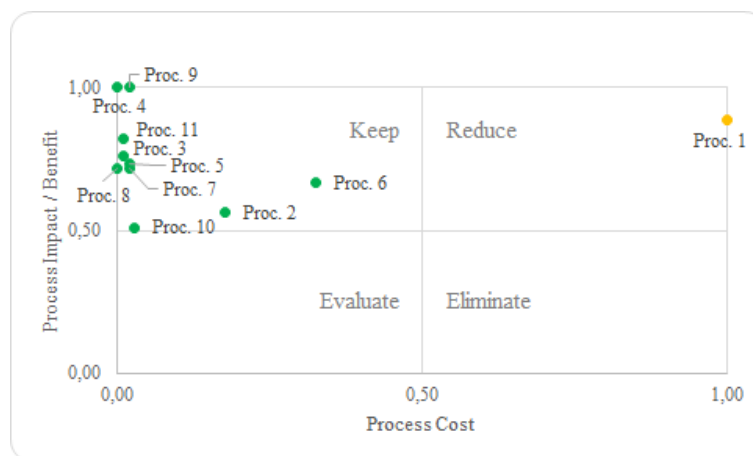 Proc. 9
1,00
Proc. 4
Proc. 11
Keep
Reduce
Proc. 1
Proc. 3
Proc. 5
Proc. 8
Proc. 7
Proc. 6
Proc. 2
Proc. 10
0,50
Process Impact / Benefit
Evaluate
Eliminate
0,00
0,00
0,50
1,00
Process Cost